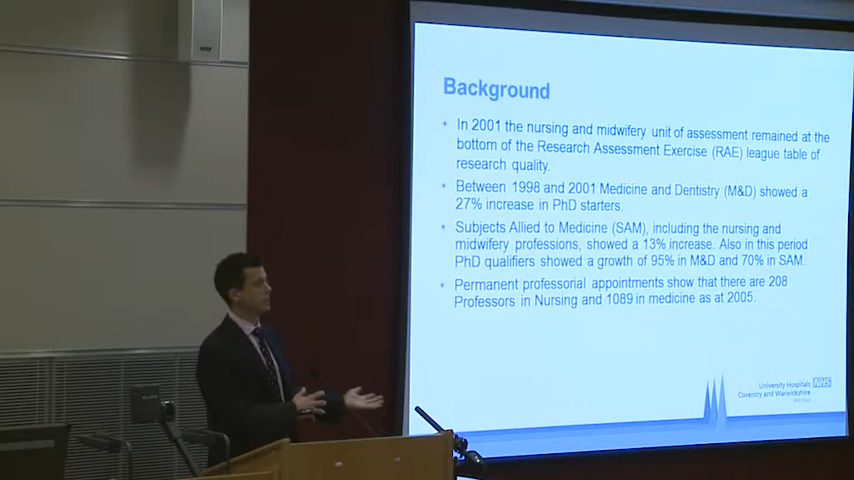 Background
• In 2001 the nursing and midwifery unit of assessment remained at the
bottom of the Research Assessment Exercise (RAE) league table of
research quality.
• Between 1998 and 2001 Medicine and Dentistry (M&D) showed a
27% increase in PhD starters.
• Subjects Allied to Medicine (SAM), including the nursing and
midwifery professions, showed a 13% increase. Also in this period
PhD qualifiers showed a growth of 95% in M&D and 70% in SAM.
• Permanent professorial appointments show that there are 208
Professors in Nursing and 1089 in medicine as at 2005.
University Hospitals NHS
Coventry and Warwickshire
NHS Trust